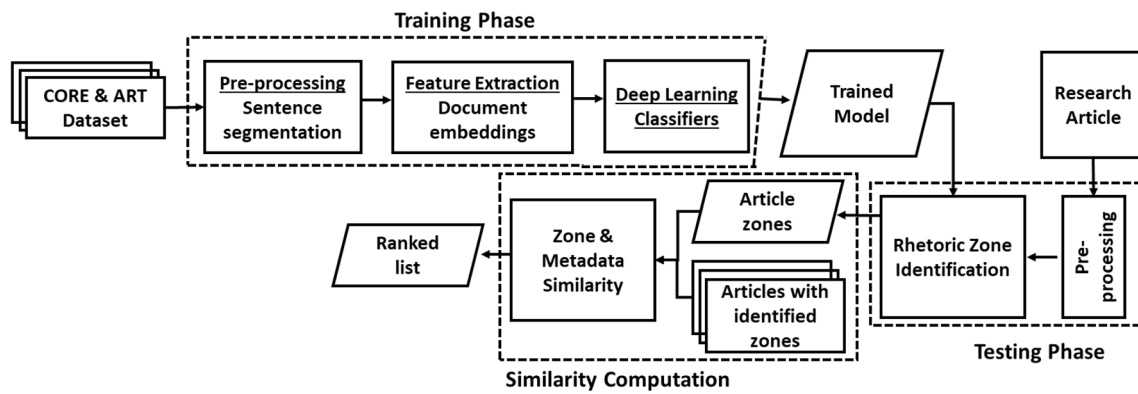 Training Phase
CORE & ART
Dataset
Pre-processing
Sentence
segmentation
Feature Extraction
Document
embeddings
Deep Learning
Classifiers
Trained
Model
Research
Article
Ranked
list
Zone &
Metadata
Similarity
Article
zones
Articles with
identified
zones
Rhetoric Zone
Identification
Pre-
processing
Testing Phase
Similarity Computation